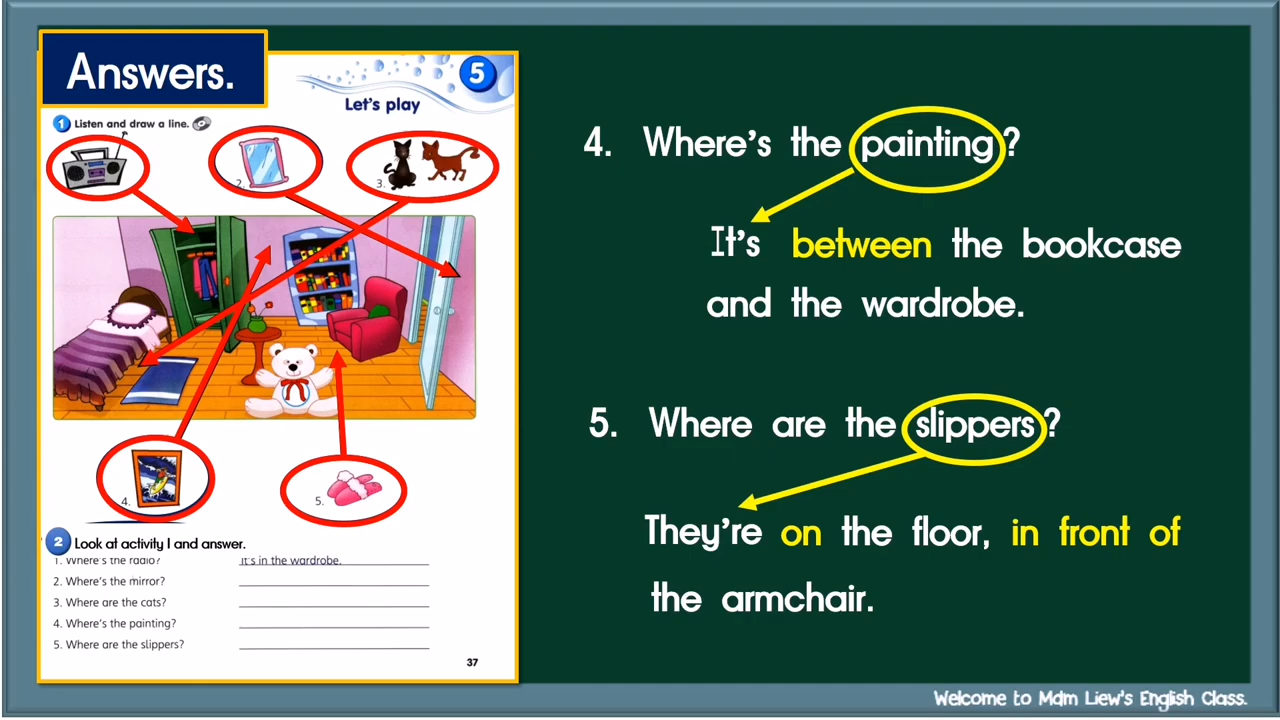 Answers.
5
Let's play
1 Listen and draw a line.
2.
3.
4.
5.
2 Look at activity 1 and answer.
1. Where's the radio? It's in the wardrobe.
2. Where's the mirror?
3. Where are the cats?
4. Where's the painting?
5. Where are the slippers?
37
4. Where's the painting?
It's between the bookcase
and the wardrobe.
5. Where are the slippers?
They're on the floor, in front of
the armchair.
Welcome to Mdm Liew's English Class.